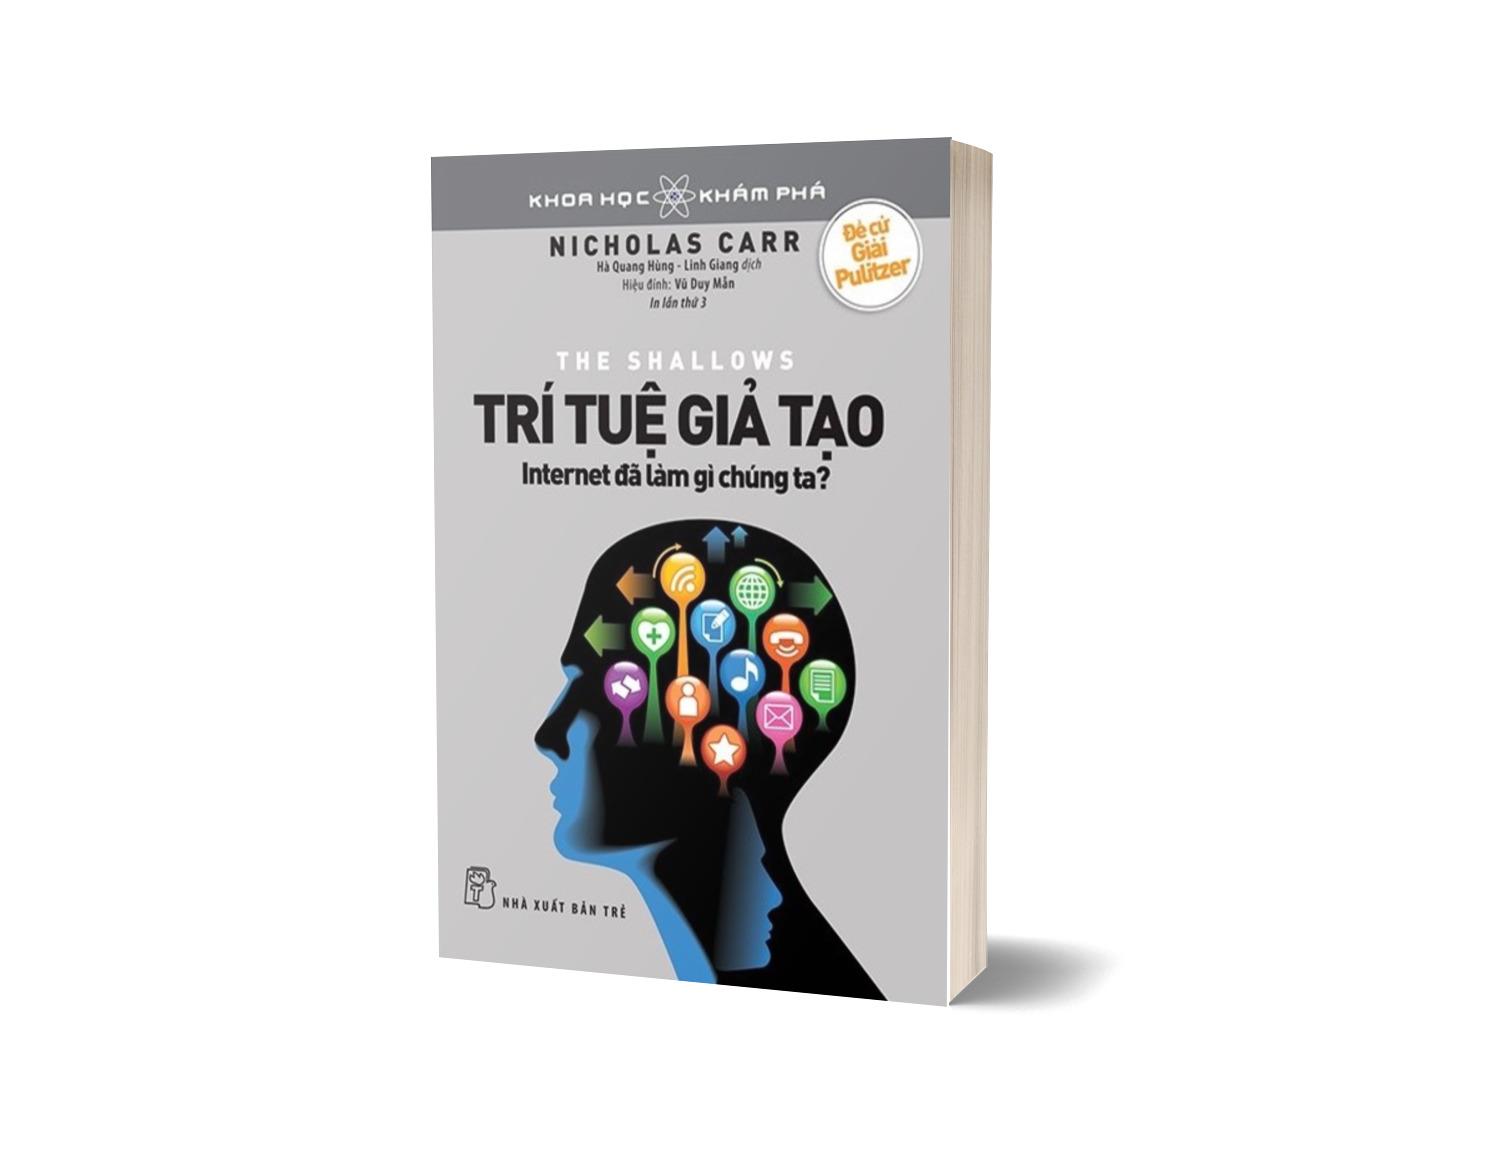 KHOA HỌC KHÁM PHÁ
NICHOLAS CARR
Hà Quang Hùng - Linh Giang dịch
Hiệu đính: Vũ Duy Mẫn
In lần thứ 3
Đề cử
Giải
Pulitzer
THE SHALLOWS
TRÍ TUỆ GIẢ TẠO
Internet đã làm gì chúng ta?
NHÀ XUẤT BẢN TRẺ